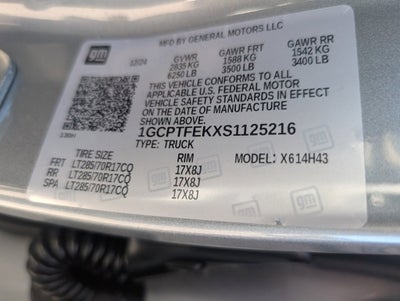 gm
MFD BY GENERAL MOTORS LLC
12/24 GVWR GAWR FRT GAWR RR
2835 KG 1588 KG 1542 KG
6250 LB 3500 LB 3400 LB
THIS VEHICLE CONFORMS TO ALL
APPLICABLE U.S. FEDERAL MOTOR
VEHICLE SAFETY STANDARDS IN EFFECT
ON THE DATE OF MANUFACTURE
SHOWN ABOVE.
1GCPTFEKXS1125216
TYPE: TRUCK MODEL: X614H43
TIRE SIZE RIM
FRT LT285/70R17CQ 17X8J
RR LT285/70R17CQ 17X8J
SPA LT285/70R17CQ 17X8J